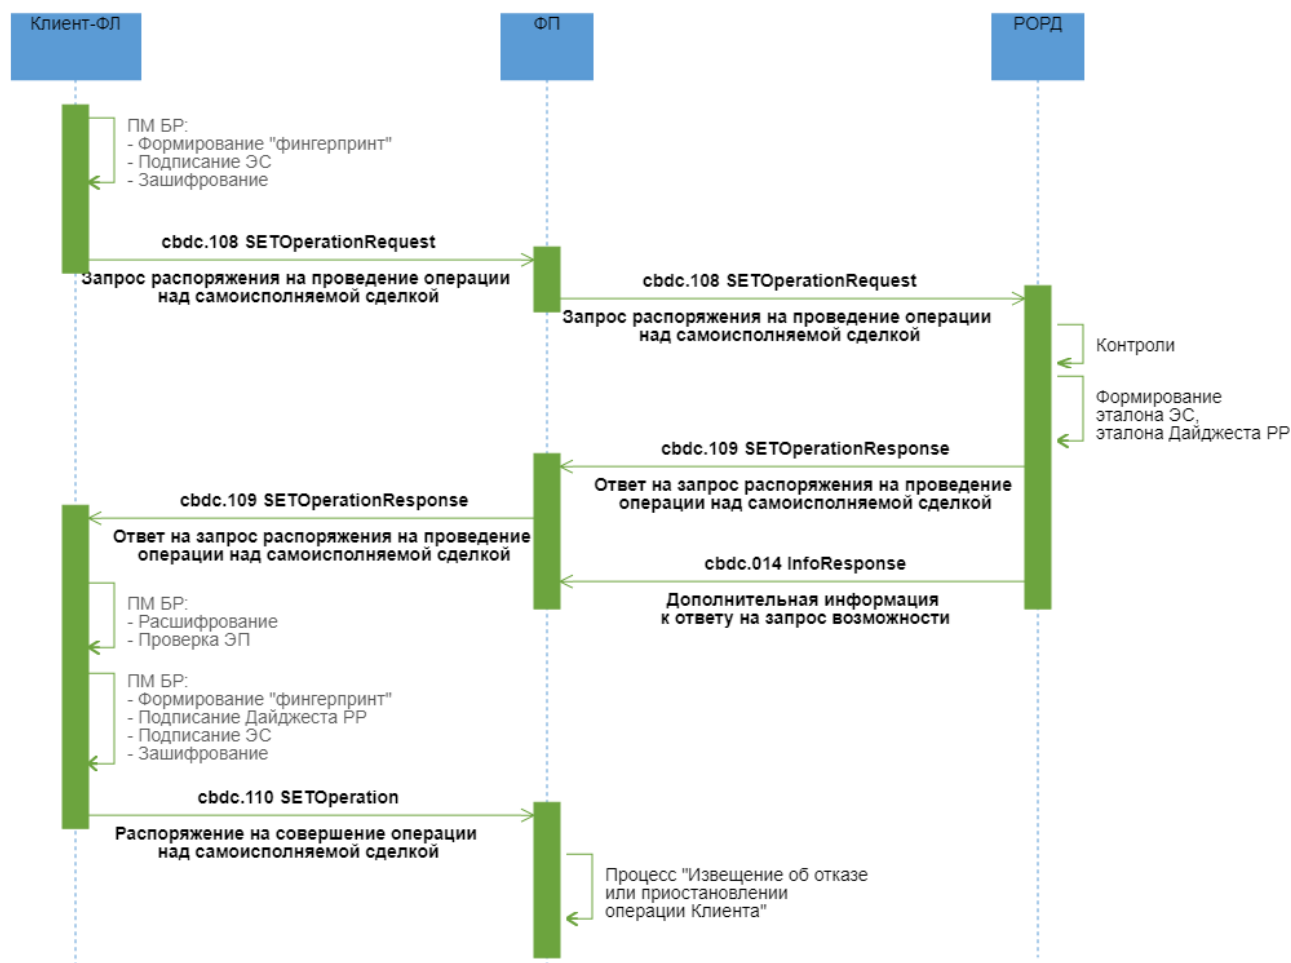 Клиент-ФЛ
ФП
РОРД
ПМ БР:
- Формирование "фингерпринт"
- Подписание ЭС
- Зашифрование
cbdc.108 SETOperationRequest
Запрос распоряжения на проведение операции
над самоисполняемой сделкой
cbdc.108 SETOperationRequest
Запрос распоряжения на проведение операции
над самоисполняемой сделкой
Контроли
Формирование
эталона ЭС,
эталона Дайджеста РР
cbdc.109 SETOperationResponse
Ответ на запрос распоряжения на проведение
операции над самоисполняемой сделкой
cbdc.109 SETOperationResponse
Ответ на запрос распоряжения на проведение
операции над самоисполняемой сделкой
cbdc.014 InfoResponse
Дополнительная информация
к ответу на запрос возможности
ПМ БР:
- Расшифрование
- Проверка ЭП
ПМ БР:
- Формирование "фингерпринт"
- Подписание Дайджеста РР
- Подписание ЭС
- Зашифрование
cbdc.110 SETOperation
Распоряжение на совершение операции
над самоисполняемой сделкой
Процесс "Извещение об отказе
или приостановлении
операции Клиента"